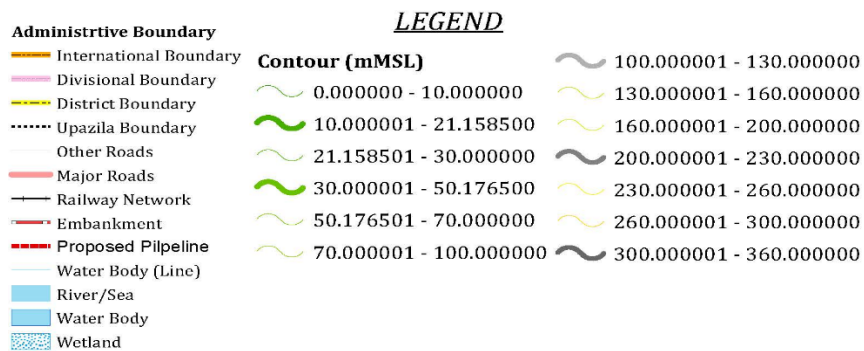 LEGEND
Administrtive Boundary
International Boundary
Divisional Boundary
District Boundary
Upazila Boundary
Other Roads
Major Roads
Railway Network
Embankment
Proposed Pilpeline
Water Body (Line)
River/Sea
Water Body
Wetland
Contour (mMSL)
0.000000 - 10.000000
10.000001 - 21.158500
21.158501 - 30.000000
30.000001 - 50.176500
50.176501 - 70.000000
70.000001 - 100.000000
100.000001 - 130.000000
130.000001 - 160.000000
160.000001 - 200.000000
200.000001 - 230.000000
230.000001 - 260.000000
260.000001 - 300.000000
300.000001 - 360.000000